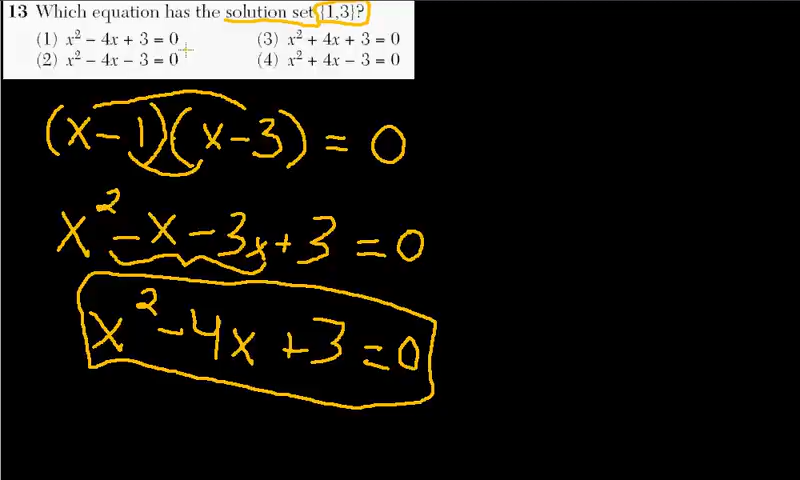 13 Which equation has the solution set {1,3}?
(1) x² − 4x + 3 = 0 (3) x² + 4x + 3 = 0
(2) x² − 4x − 3 = 0 (4) x² + 4x − 3 = 0
(x − 1)(x − 3) = 0
x² − x − 3x + 3 = 0
x² − 4x + 3 = 0